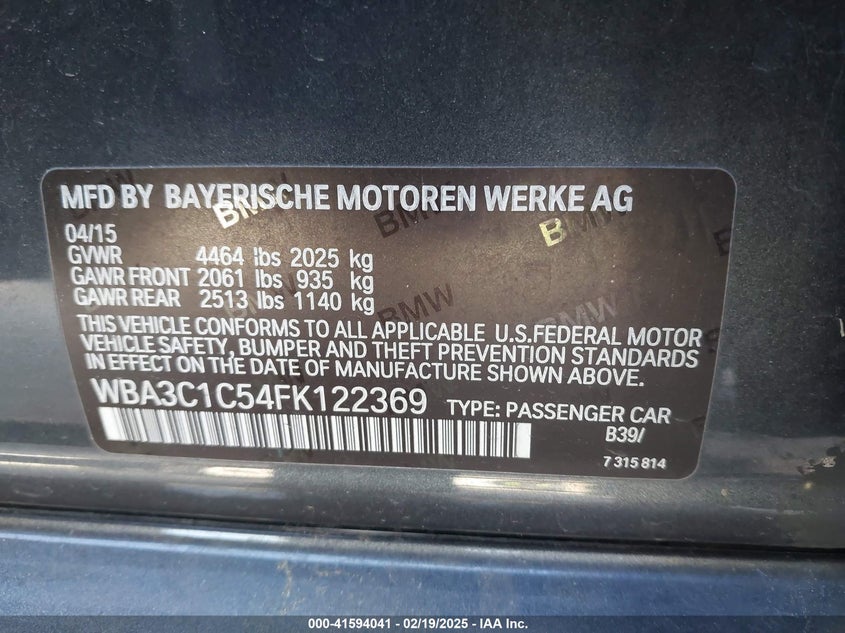 MFD BY BAYERISCHE MOTOREN WERKE AG
04/15
GVWR 4464 lbs 2025 kg
GAWR FRONT 2061 lbs 935 kg
GAWR REAR 2513 lbs 1140 kg
THIS VEHICLE CONFORMS TO ALL APPLICABLE U.S.FEDERAL MOTOR
VEHICLE SAFETY, BUMPER AND THEFT PREVENTION STANDARDS
IN EFFECT ON THE DATE OF MANUFACTURE SHOWN ABOVE.
WBA3C1C54FK122369 TYPE: PASSENGER CAR
B39/
7 315 814
BMW
BMW
BMW
000-41594041 - 02/19/2025 - IAA Inc.